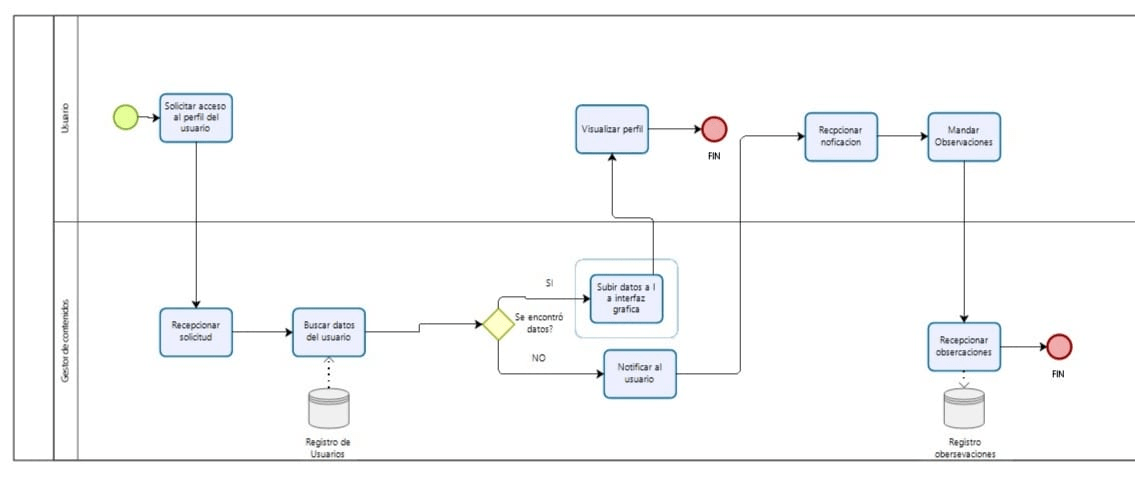 Usuario
Solicitar acceso
al perfil del
usuario
Visualizar perfil
FIN
Recpcionar
noficacion
Mandar
Observaciones
Gestor de contenidos
Recepcionar
solicitud
Buscar datos
del usuario
Registro de
Usuarios
Se encontró
datos?
SI
Subir datos a l
a interfaz
grafica
NO
Notificar al
usuario
Recepcionar
obsercaciones
FIN
Registro
obersevaciones